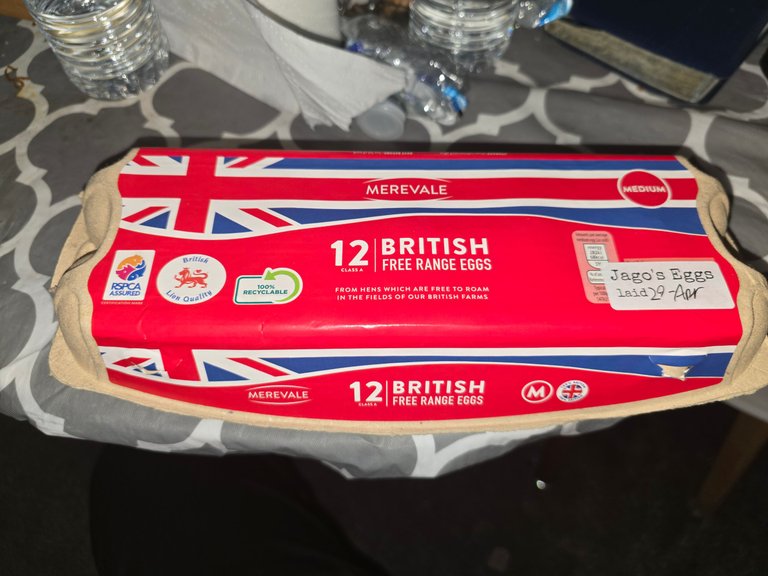 MEREVALE
MEDIUM
12
CLASS A
BRITISH
FREE RANGE EGGS
RSPCA
ASSURED
British
Lion Quality
100%
RECYCLABLE
FROM HENS WHICH ARE FREE TO ROAM
IN THE FIELDS OF OUR BRITISH FARMS
Jago's Eggs
laid 29-Apr
MEREVALE
12
CLASS A
BRITISH
FREE RANGE EGGS
M